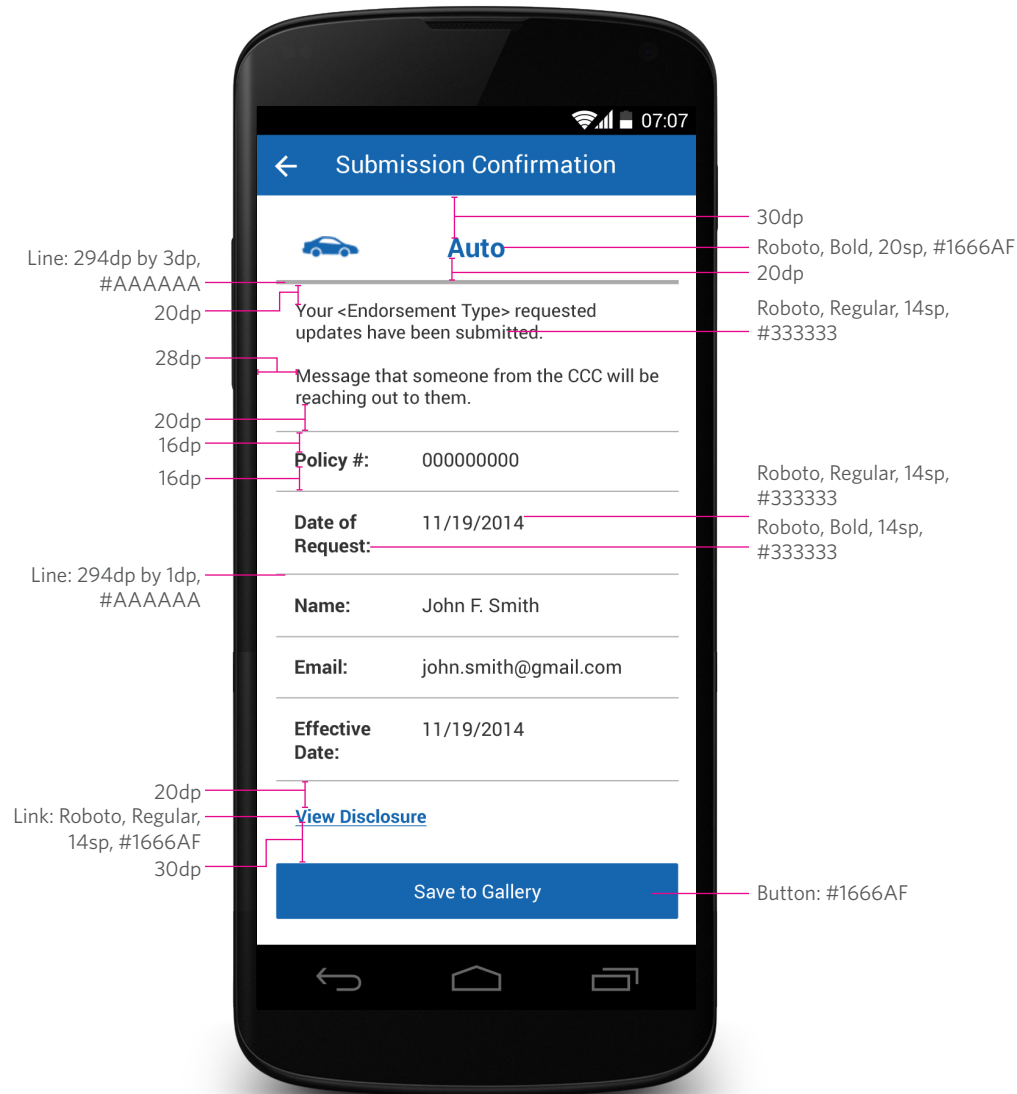 07:07
Submission Confirmation
30dp
Auto
Roboto, Bold, 20sp, #1666AF
20dp
Line: 294dp by 3dp,
#AAAAAA
20dp
Your <Endorsement Type> requested
updates have been submitted.
Roboto, Regular, 14sp,
#333333
28dp
Message that someone from the CCC will be
reaching out to them.
20dp
16dp
Policy #: 000000000
16dp
Date of
Request:
11/19/2014
Roboto, Regular, 14sp,
#333333
Roboto, Bold, 14sp,
#333333
Line: 294dp by 1dp,
#AAAAAA
Name: John F. Smith
Email: john.smith@gmail.com
Effective
Date:
11/19/2014
20dp
Link: Roboto, Regular,
14sp, #1666AF
View Disclosure
30dp
Save to Gallery
Button: #1666AF